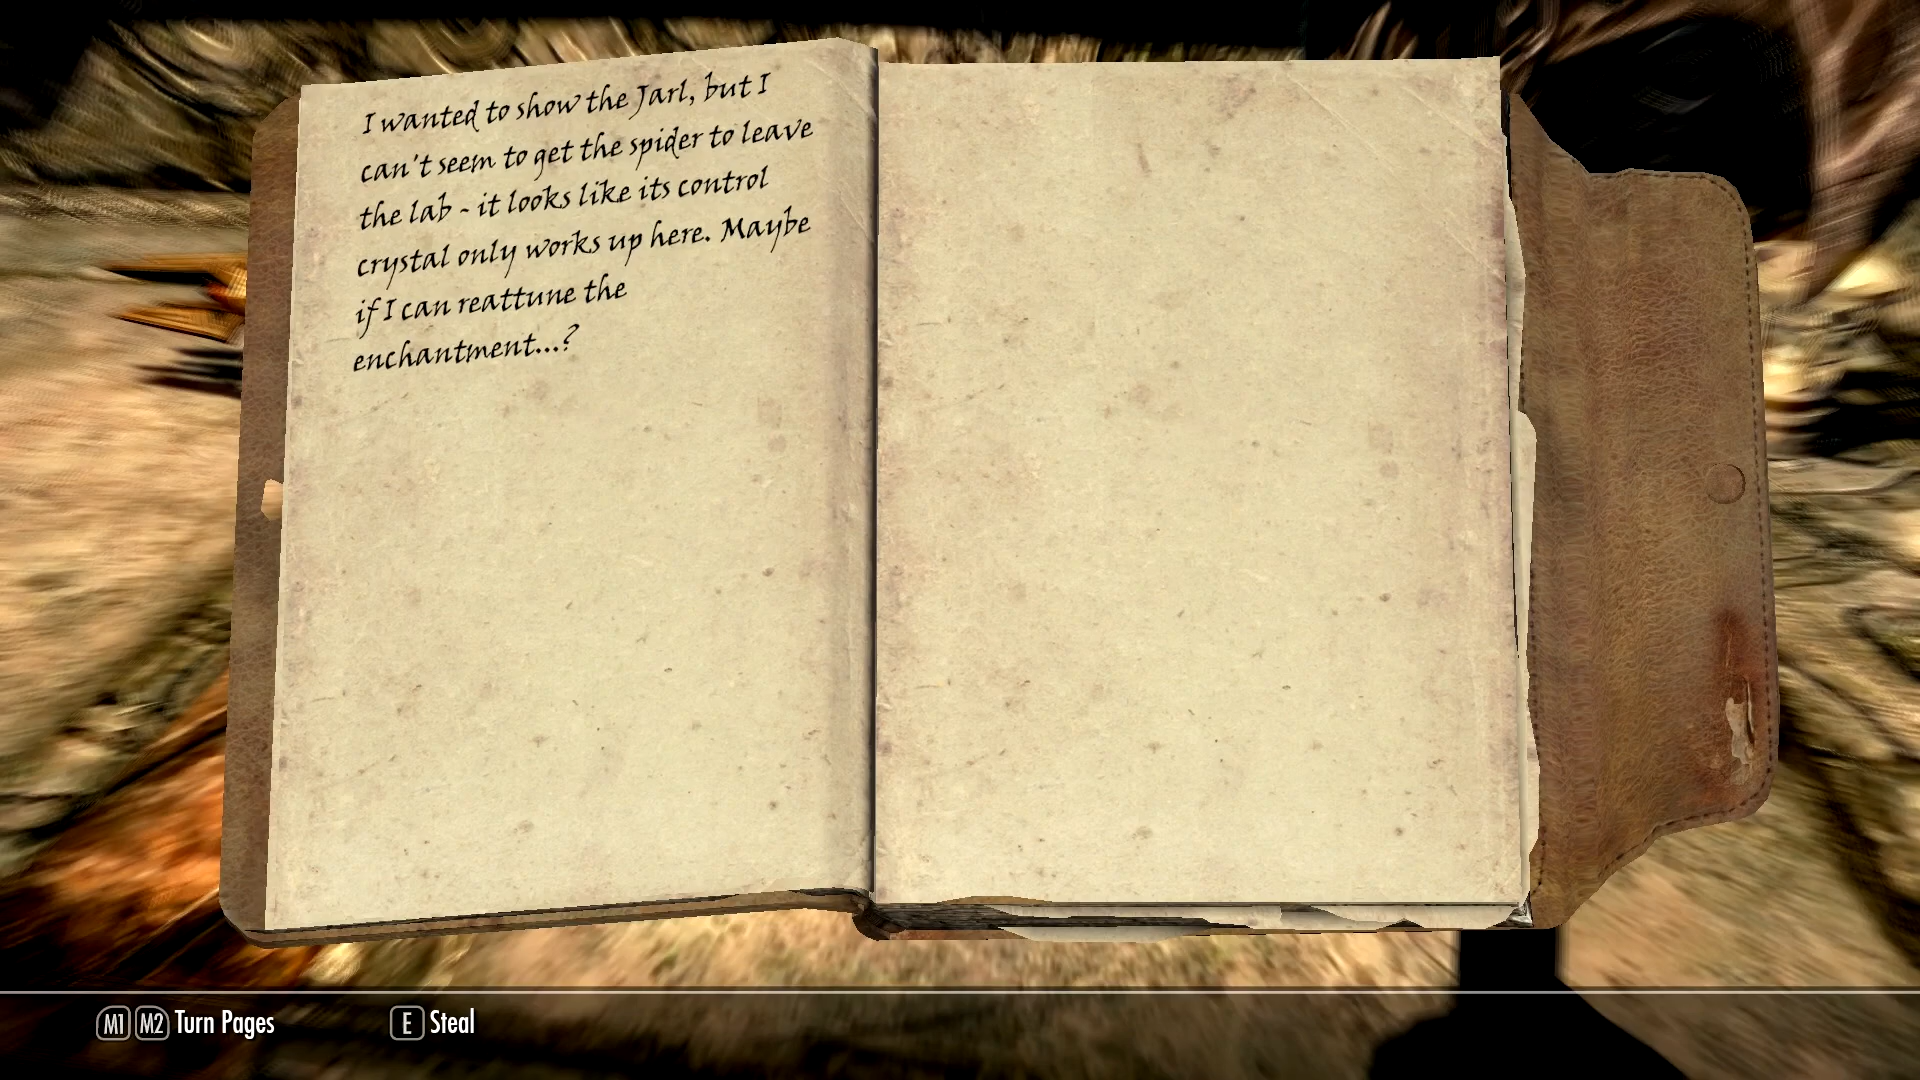 I wanted to show the Jarl, but I
can't seem to get the spider to leave
the lab - it looks like its control
crystal only works up here. Maybe
if I can reattune the
enchantment...?
M1 M2 Turn Pages
E Steal